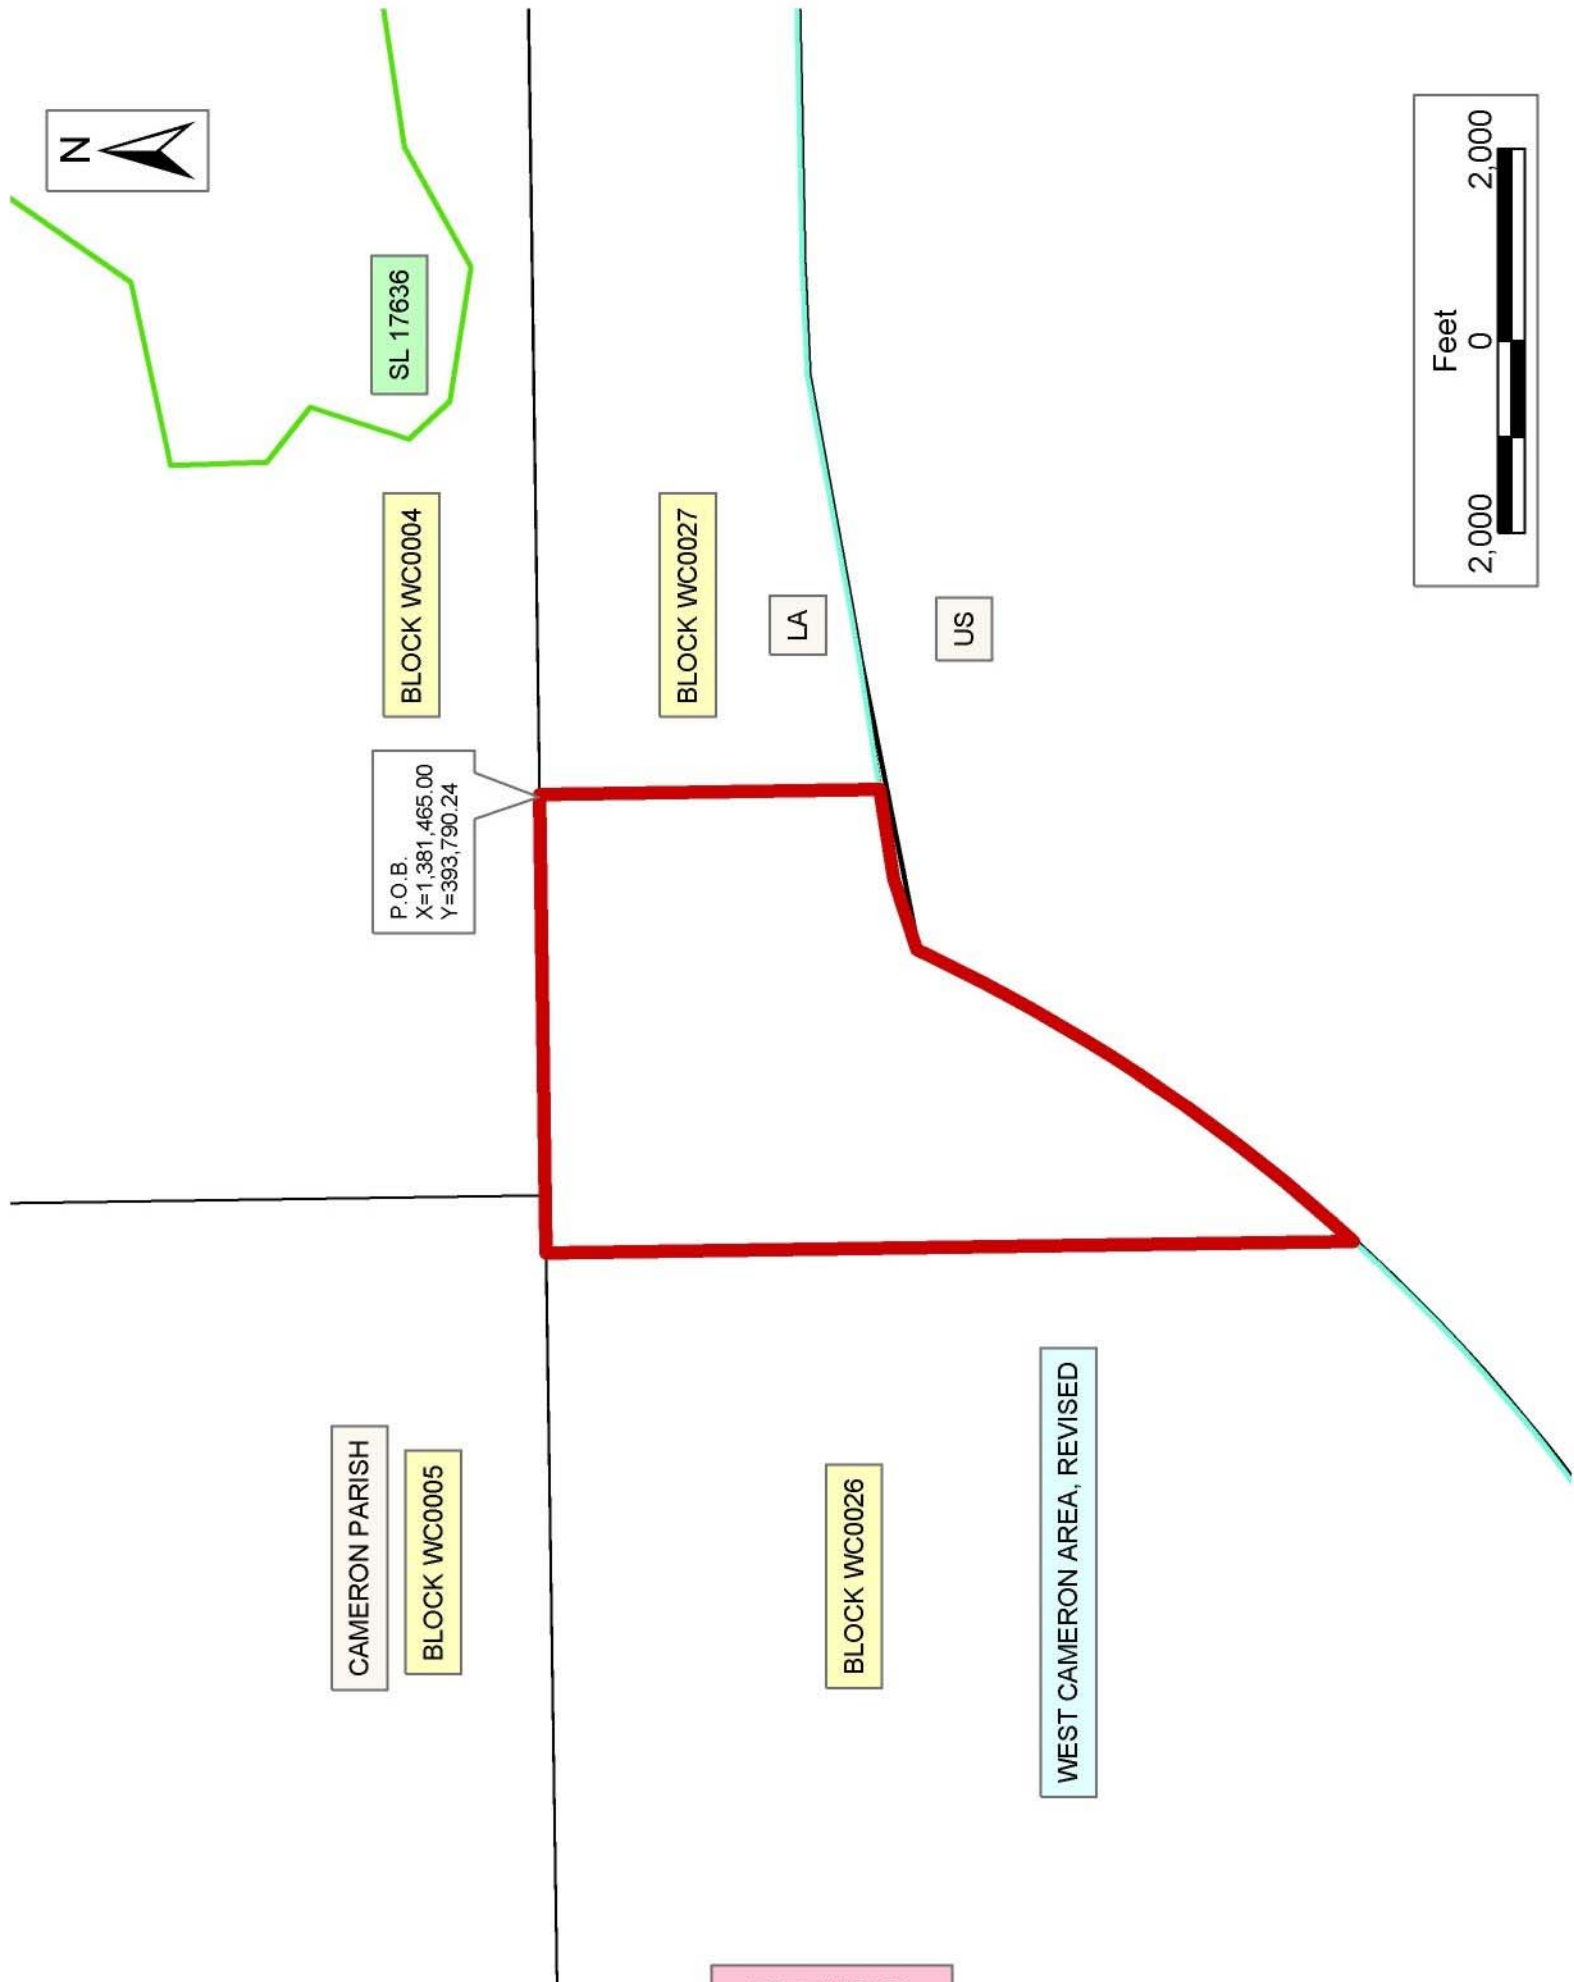 N
SL 17636
BLOCK WC0004
P.O.B.
X=1,381,465.00
Y=393,790.24
CAMERON PARISH
BLOCK WC0005
BLOCK WC0027
LA
US
BLOCK WC0026
WEST CAMERON AREA, REVISED
Feet
2,000 0 2,000